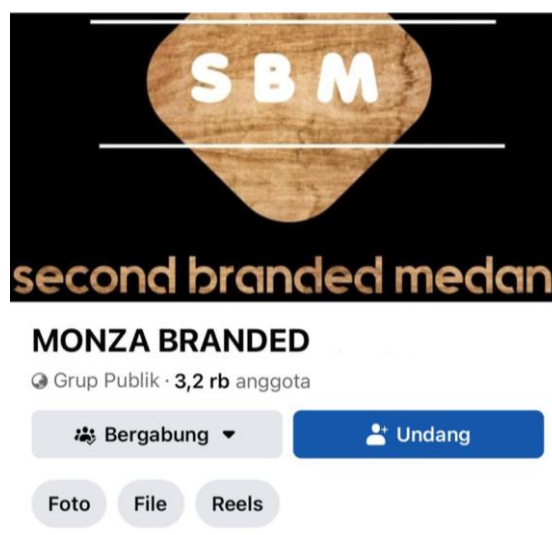 SBM
second branded medan
MONZA BRANDED
Grup Publik · 3,2 rb anggota
Bergabung
Undang
Foto
File
Reels